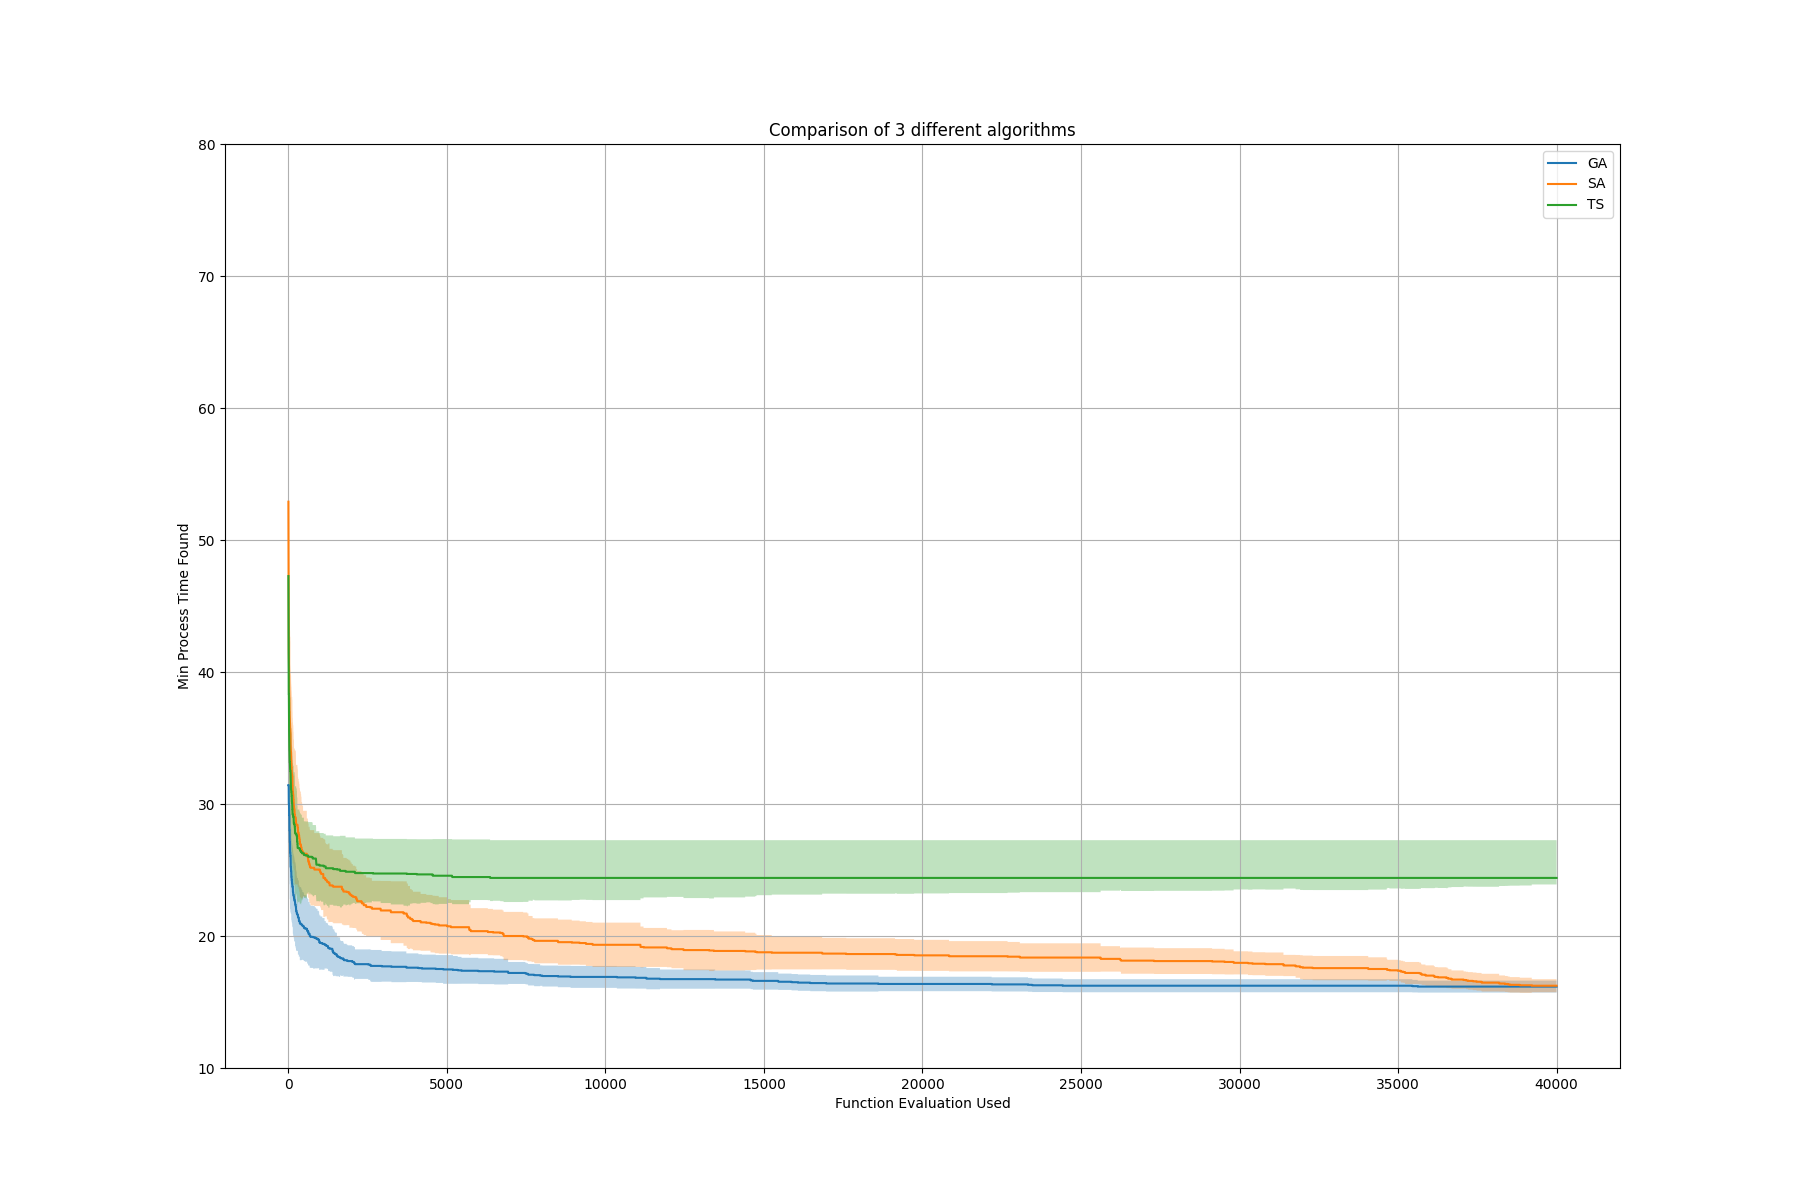 Comparison of 3 different algorithms
GA
SA
TS
Min Process Time Found
80
70
60
50
40
30
20
10
0 5000 10000 15000 20000 25000 30000 35000 40000
Function Evaluation Used